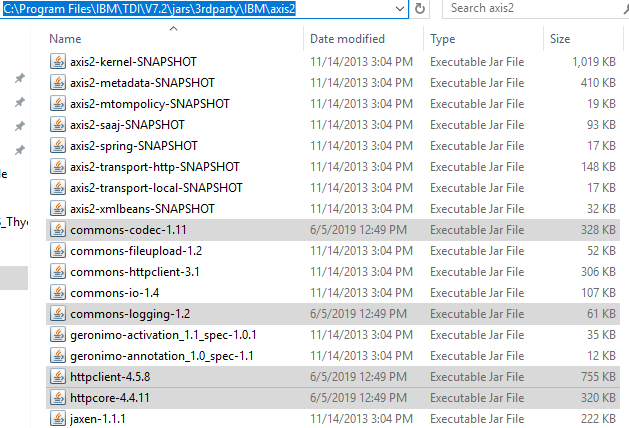 C:\Program Files\IBM\TDI\V7.2\jars\3rdparty\IBM\axis2 Search axis2
Name Date modified Type Size
axis2-kernel-SNAPSHOT 11/14/2013 3:04 PM Executable Jar File 1,019 KB
axis2-metadata-SNAPSHOT 11/14/2013 3:04 PM Executable Jar File 410 KB
axis2-mtompolicy-SNAPSHOT 11/14/2013 3:04 PM Executable Jar File 19 KB
axis2-saaj-SNAPSHOT 11/14/2013 3:04 PM Executable Jar File 93 KB
axis2-spring-SNAPSHOT 11/14/2013 3:04 PM Executable Jar File 17 KB
axis2-transport-http-SNAPSHOT 11/14/2013 3:04 PM Executable Jar File 148 KB
le axis2-transport-local-SNAPSHOT 11/14/2013 3:04 PM Executable Jar File 17 KB
axis2-xmlbeans-SNAPSHOT 11/14/2013 3:04 PM Executable Jar File 32 KB
S_Thy commons-codec-1.11 6/5/2019 12:49 PM Executable Jar File 328 KB
commons-fileupload-1.2 11/14/2013 3:04 PM Executable Jar File 52 KB
commons-httpclient-3.1 11/14/2013 3:04 PM Executable Jar File 306 KB
commons-io-1.4 11/14/2013 3:04 PM Executable Jar File 107 KB
commons-logging-1.2 6/5/2019 12:49 PM Executable Jar File 61 KB
geronimo-activation_1.1_spec-1.0.1 11/14/2013 3:04 PM Executable Jar File 35 KB
geronimo-annotation_1.0_spec-1.1 11/14/2013 3:04 PM Executable Jar File 12 KB
httpclient-4.5.8 6/5/2019 12:49 PM Executable Jar File 755 KB
httpcore-4.4.11 6/5/2019 12:49 PM Executable Jar File 320 KB
jaxen-1.1.1 11/14/2013 3:04 PM Executable Jar File 222 KB